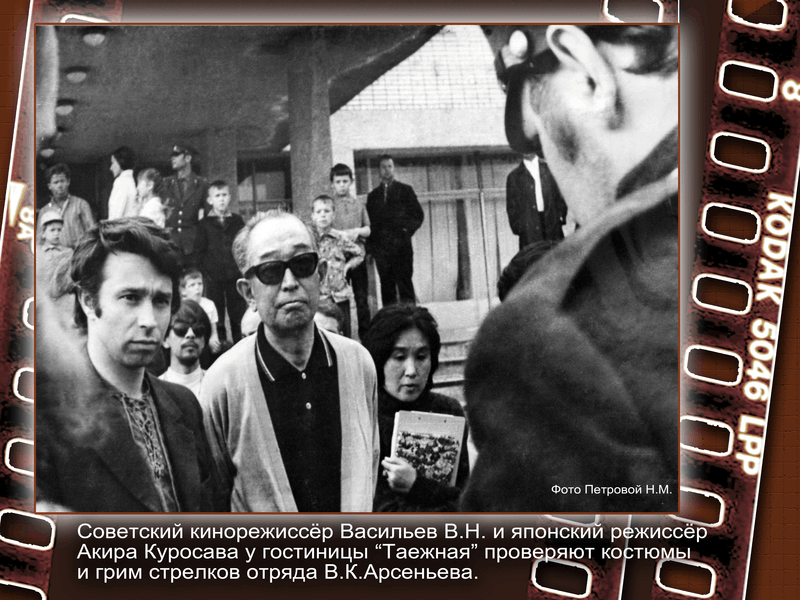 8
8A
KODAK 5046 LPP
Фото Петровой Н.М.
Советский кинорежиссёр Васильев В.Н. и японский режиссёр
Акира Куросава у гостиницы “Таежная” проверяют костюмы
и грим стрелков отряда В.К.Арсеньева.